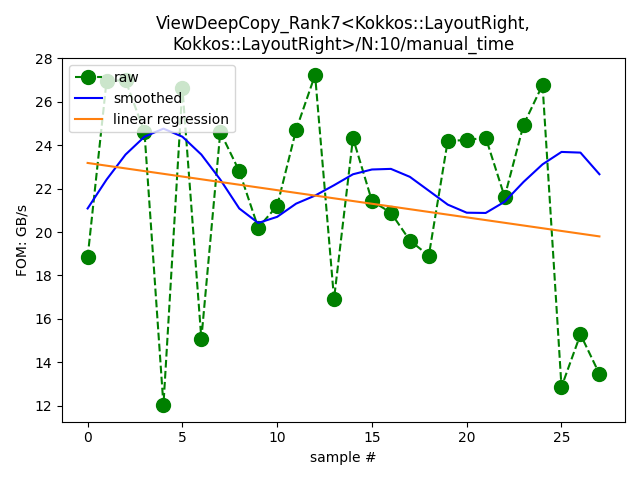 ViewDeepCopy_Rank7<Kokkos::LayoutRight,
Kokkos::LayoutRight>/N:10/manual_time
raw
smoothed
linear regression
FOM: GB/s
28
26
24
22
20
18
16
14
12
0
5
10
15
20
25
sample #